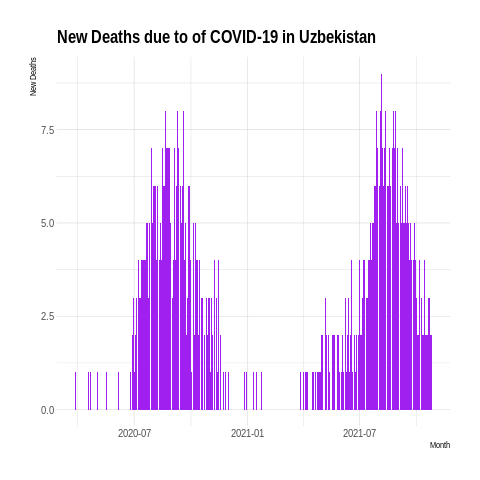 New Deaths due to of COVID-19 in Uzbekistan
New Deaths
7.5
5.0
2.5
0.0
2020-07 2021-01 2021-07
Month